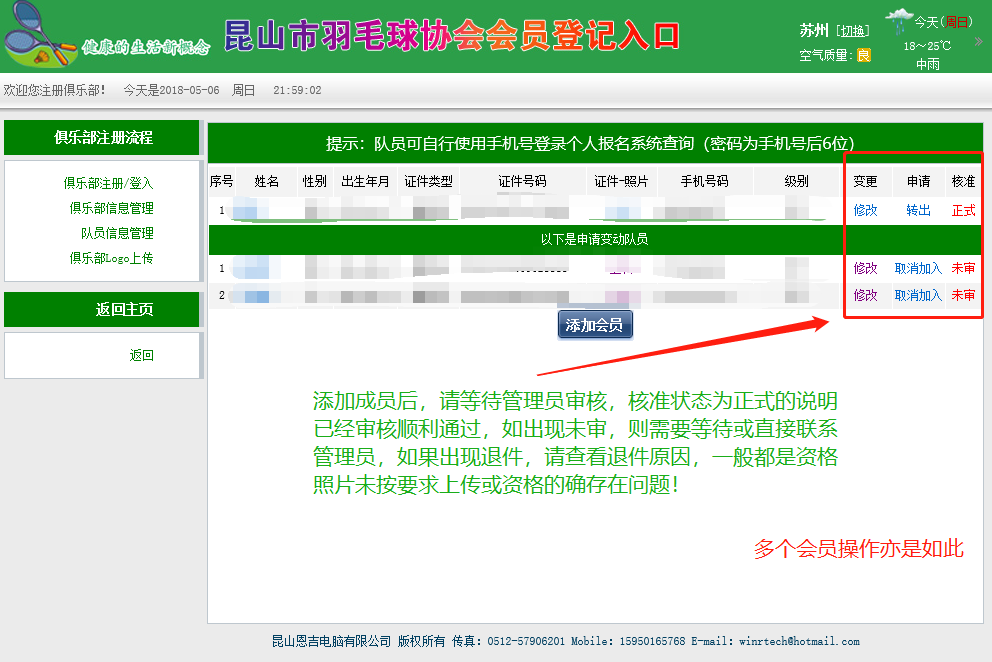 健康的生活新概念
昆山市羽毛球协会会员登记入口
苏州 [切换]
空气质量：良
今天(周日)
18～25℃
中雨
欢迎您注册俱乐部！ 今天是2018-05-06 周日 21:59:02
俱乐部注册流程
俱乐部注册/登入
俱乐部信息管理
队员信息管理
俱乐部Logo上传
返回主页
返回
提示：队员可自行使用手机号登录个人报名系统查询（密码为手机号后6位）
序号 姓名 性别 出生年月 证件类型 证件号码 证件-照片 手机号码 级别 变更 申请 核准
1 修改 转出 正式
以下是申请变动队员
1 修改 取消加入 未审
2 修改 取消加入 未审
添加会员
添加成员后，请等待管理员审核，核准状态为正式的说明
已经审核顺利通过，如出现未审，则需要等待或直接联系
管理员，如果出现退件，请查看退件原因，一般都是资格
照片未按要求上传或资格的确存在问题！
多个会员操作亦是如此
昆山恩吉电脑有限公司 版权所有 传真：0512-57906201 Mobile：15950165768 E-mail：winrtech@hotmail.com